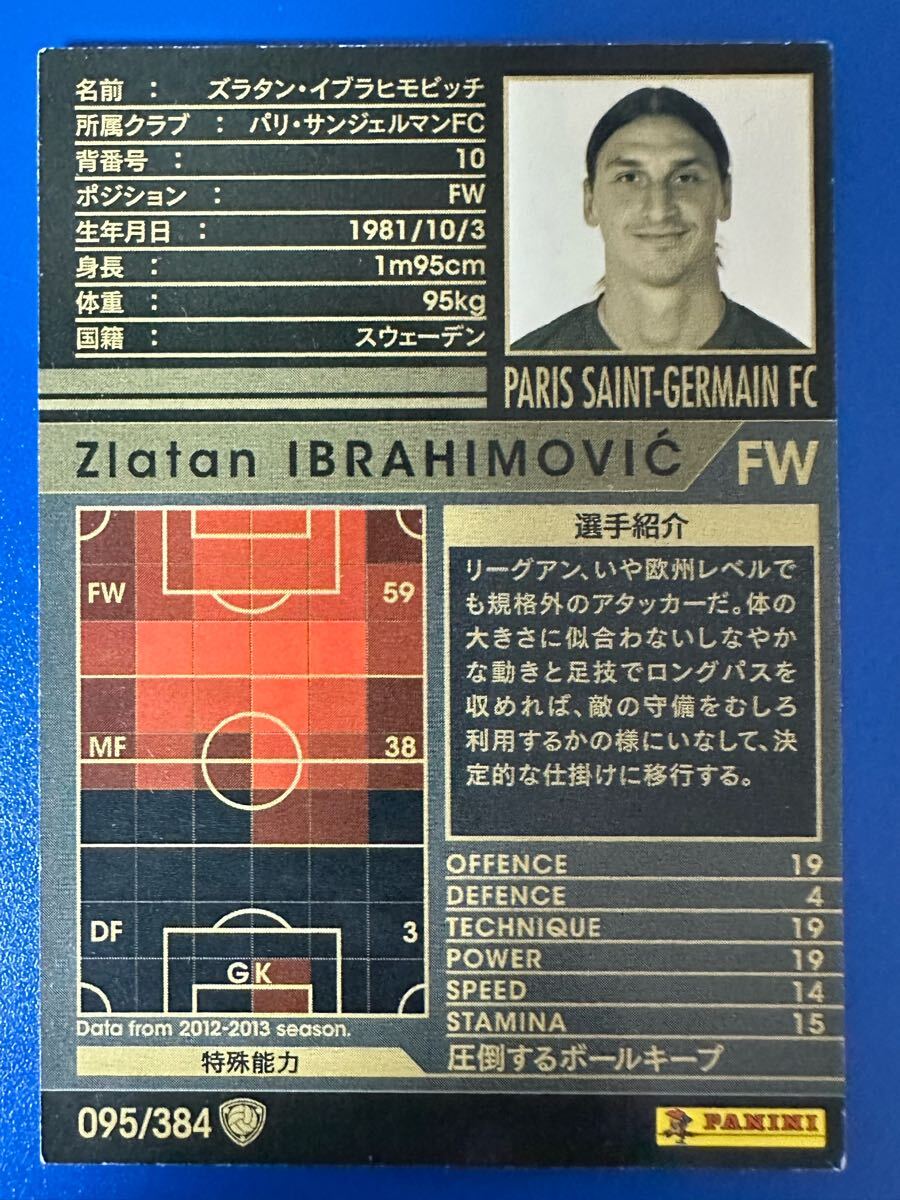 名前 : ズラタン・イブラヒモビッチ
所属クラブ : パリ・サンジェルマンFC
背番号 : 10
ポジション : FW
生年月日 : 1981/10/3
身長 : 1m95cm
体重 : 95kg
国籍 : スウェーデン
PARIS SAINT-GERMAIN FC
Zlatan IBRAHIMOVIĆ FW
FW 59
MF 38
DF 3
GK
Data from 2012-2013 season.
選手紹介
リーグアン、いや欧州レベルで
も規格外のアタッカーだ。体の
大きさに似合わないしなやか
な動きと足技でロングパスを
収めれば、敵の守備をむしろ
利用するかの様にいなして、決
定的な仕掛けに移行する。
OFFENCE 19
DEFENCE 4
TECHNIQUE 19
POWER 19
SPEED 14
STAMINA 15
特殊能力 圧倒するボールキープ
095/384
PANINI